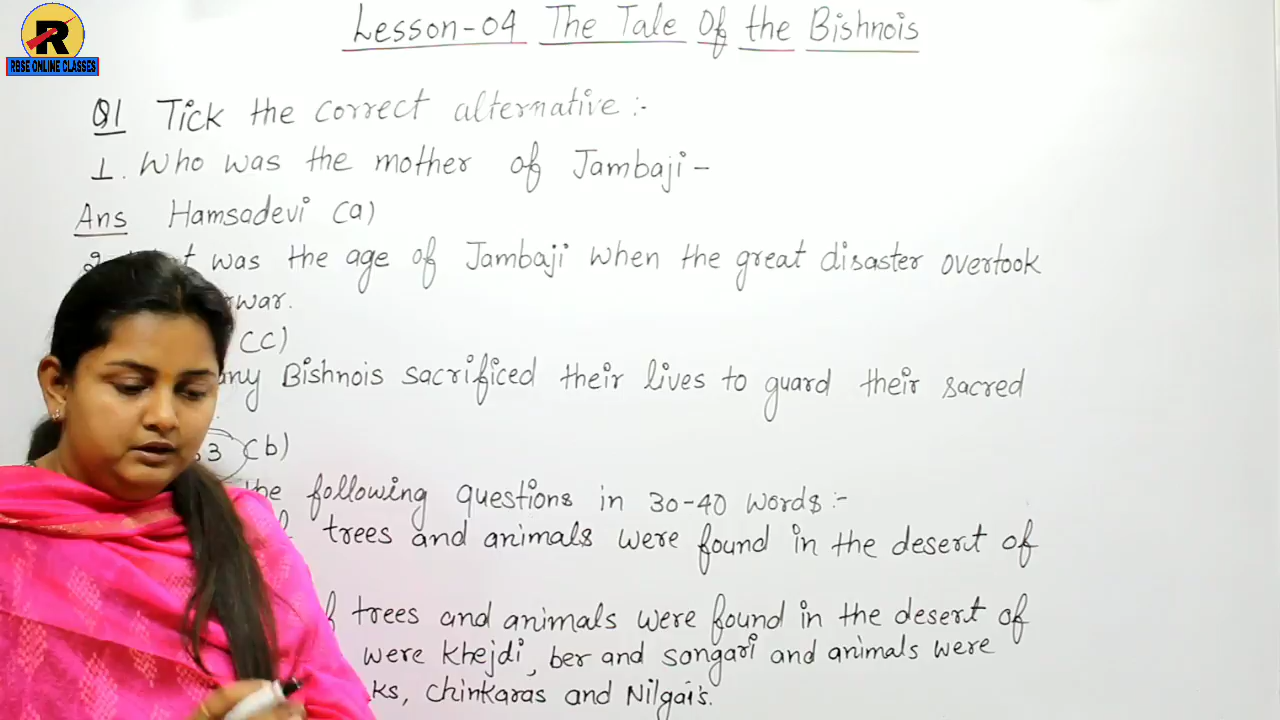 R
RBSE ONLINE CLASSES
Lesson-04 The Tale Of the Bishnois
Q1 Tick the correct alternative :-
1. Who was the mother of Jambaji -
Ans Hamsadevi (a)
was the age of Jambaji when the great disaster overtook
(c)
Bishnois sacrificed their lives to guard their sacred
3 (b)
the following questions in 30-40 words :-
trees and animals were found in the desert of
trees and animals were found in the desert of
were khejdi, ber and songari and animals were
chinkaras and Nilgai's.